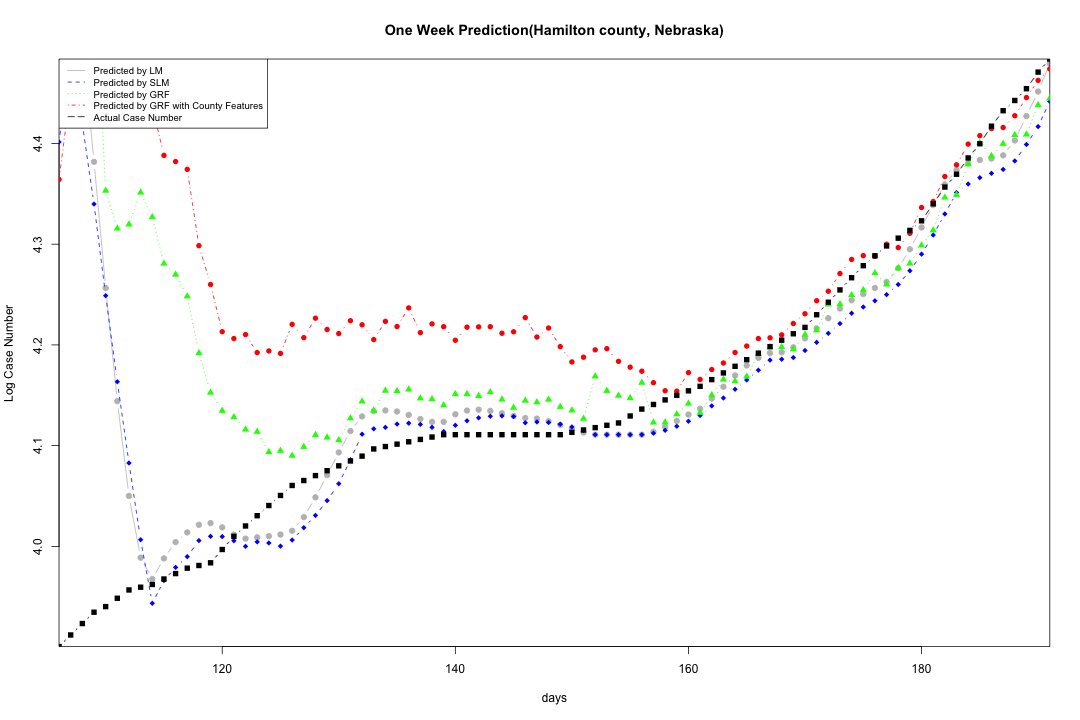 One Week Prediction(Hamilton county, Nebraska)
Predicted by LM
Predicted by SLM
Predicted by GRF
Predicted by GRF with County Features
Actual Case Number
4.4
4.3
4.2
4.1
4.0
Log Case Number
120 140 160 180
days